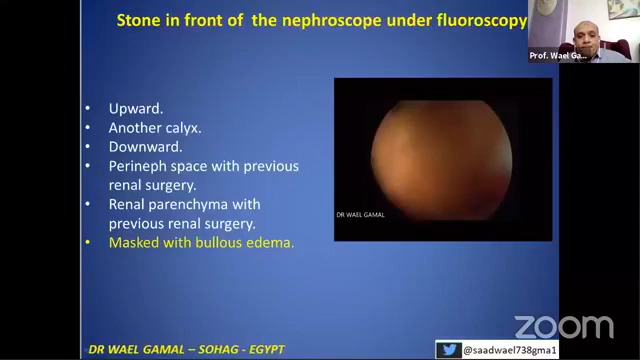 Stone in front of the nephroscope under fluoroscopy
Prof. Wael Ga...
• Upward.
• Another calyx.
• Downward.
• Perineph space with previous
renal surgery.
• Renal parenchyma with
previous renal surgery.
• Masked with bullous edema.
DR WAEL GAMAL
DR WAEL GAMAL – SOHAG - EGYPT
@saadwael738gma1
zoom